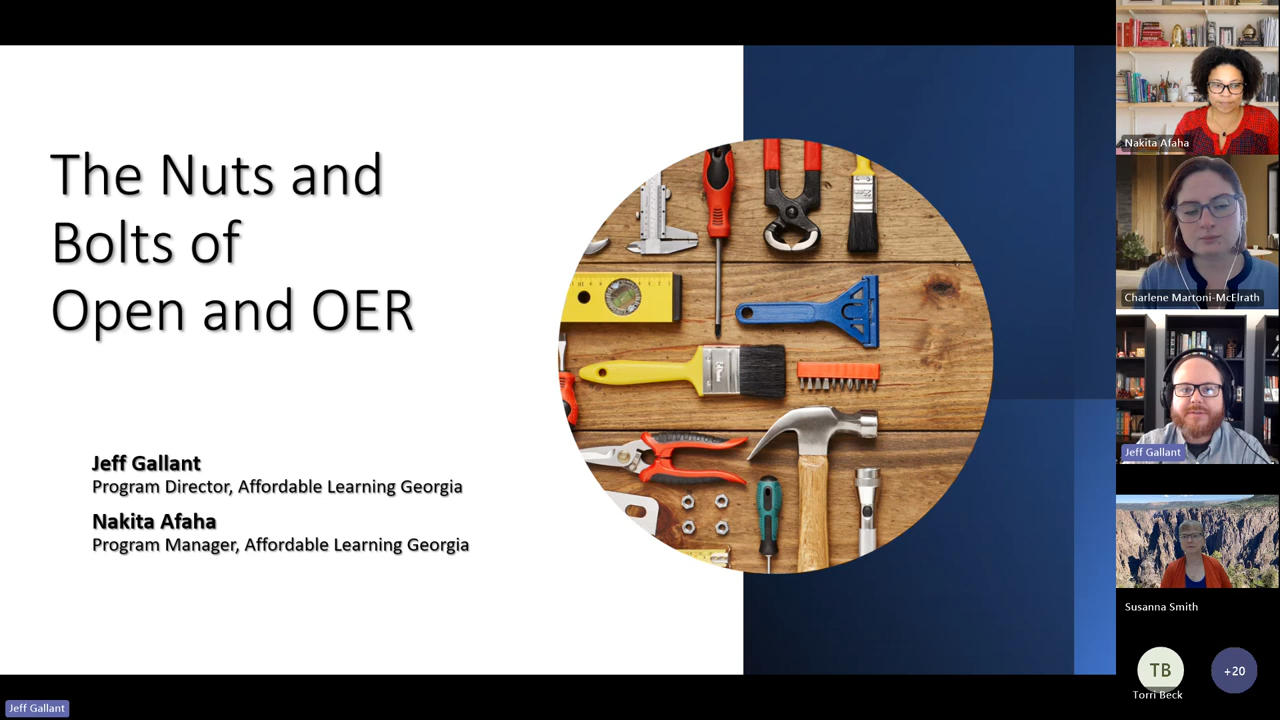 The Nuts and
Bolts of
Open and OER
Jeff Gallant
Program Director, Affordable Learning Georgia
Nakita Afaha
Program Manager, Affordable Learning Georgia
Nakita Afaha
Charlene Martoni-McElrath
Jeff Gallant
Susanna Smith
TB
Torri Beck
+20
Jeff Gallant